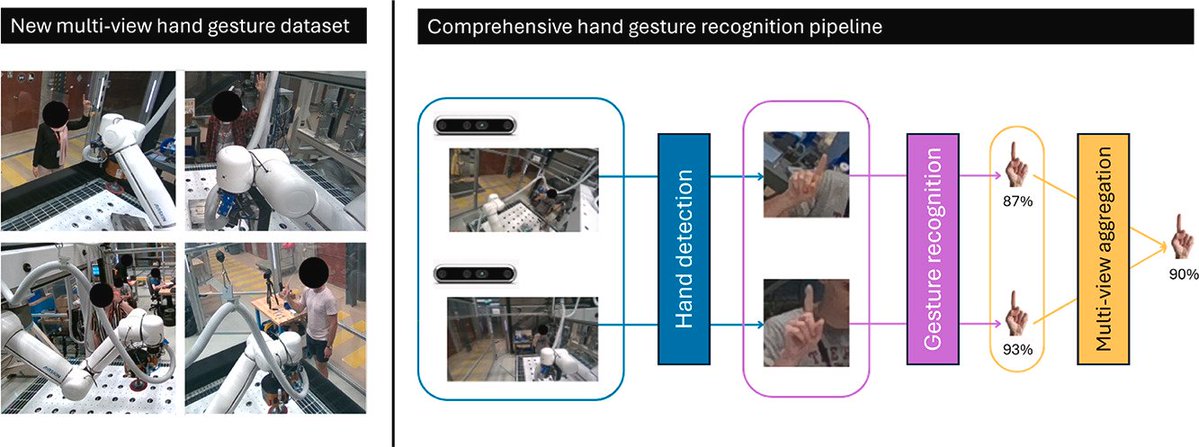 New multi-view hand gesture dataset
Comprehensive hand gesture recognition pipeline
Hand detection
Gesture recognition
87%
93%
Multi-view aggregation
90%